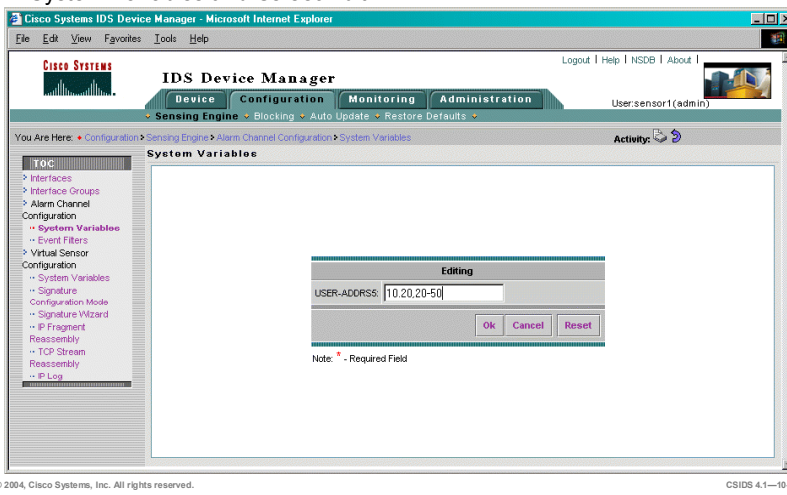 Cisco Systems IDS Device Manager - Microsoft Internet Explorer
File Edit View Favorites Tools Help
CISCO SYSTEMS
Logout | Help | NSDB | About |
IDS Device Manager
Device Configuration Monitoring Administration
User:sensor1(admin)
Sensing Engine Blocking Auto Update Restore Defaults
You Are Here: Configuration Sensing Engine Alarm Channel Configuration System Variables
Activity:
System Variables
TOC
Interfaces
Interface Groups
Alarm Channel
Configuration
System Variables
Event Filters
Virtual Sensor
Configuration
System Variables
Signature
Configuration Mode
Signature Wizard
IP Fragment
Reassembly
TCP Stream
Reassembly
IP Log
Editing
USER-ADDRS5: 10.20,20-50
Ok Cancel Reset
Note: * - Required Field
2004, Cisco Systems, Inc. All rights reserved.
CSIDS 4.1—10-